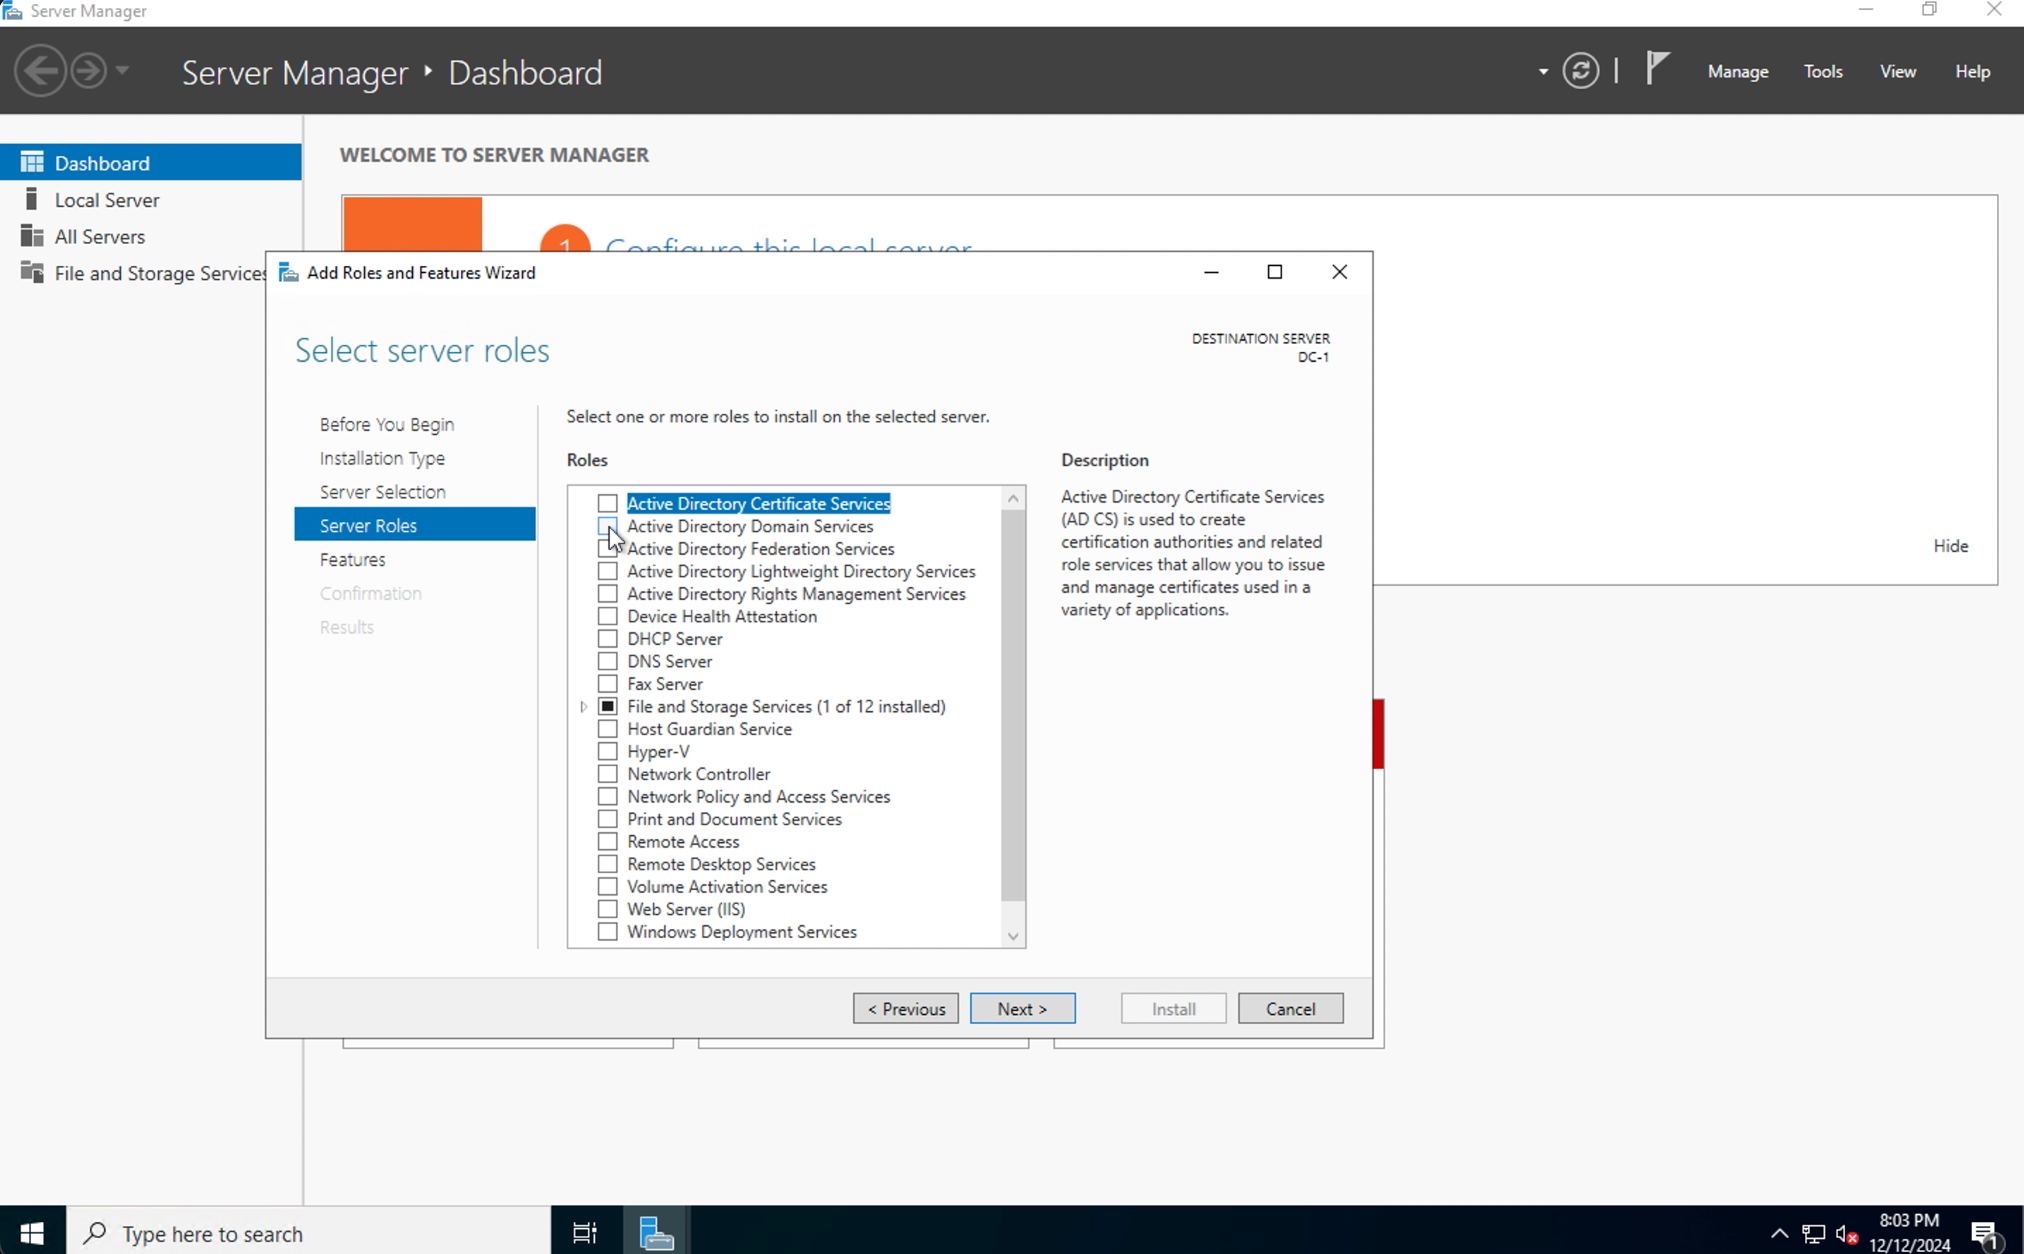 Server Manager
Server Manager ‣ Dashboard
Manage
Tools
View
Help
Dashboard
Local Server
All Servers
File and Storage Services
WELCOME TO SERVER MANAGER
1 Configure this local server
Add Roles and Features Wizard
Select server roles
DESTINATION SERVER
DC-1
Before You Begin
Installation Type
Server Selection
Server Roles
Features
Confirmation
Results
Select one or more roles to install on the selected server.
Roles
Active Directory Certificate Services
Active Directory Domain Services
Active Directory Federation Services
Active Directory Lightweight Directory Services
Active Directory Rights Management Services
Device Health Attestation
DHCP Server
DNS Server
Fax Server
File and Storage Services (1 of 12 installed)
Host Guardian Service
Hyper-V
Network Controller
Network Policy and Access Services
Print and Document Services
Remote Access
Remote Desktop Services
Volume Activation Services
Web Server (IIS)
Windows Deployment Services
Description
Active Directory Certificate Services
(AD CS) is used to create
certification authorities and related
role services that allow you to issue
and manage certificates used in a
variety of applications.
Hide
< Previous
Next >
Install
Cancel
Type here to search
8:03 PM
12/12/2024
1